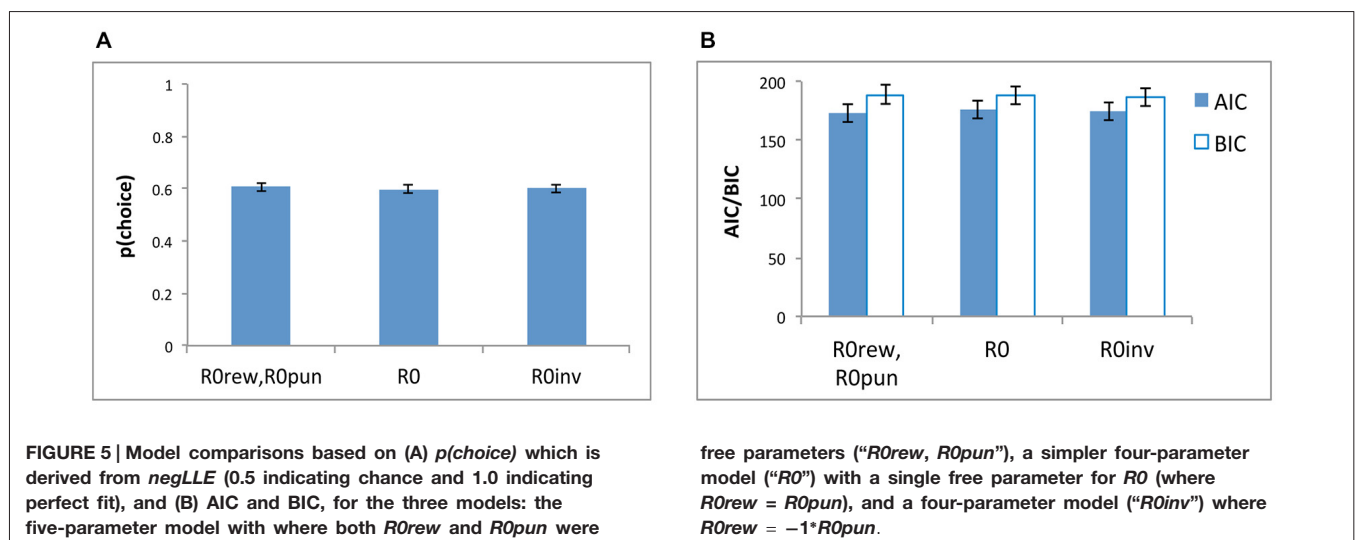 A
p(choice)
1
0.8
0.6
0.4
0.2
0
R0rew,R0pun
R0
R0inv
B
AIC/BIC
200
150
100
50
0
R0rew,
R0pun
R0
R0inv
AIC
BIC
FIGURE 5 | Model comparisons based on (A) p(choice) which is
derived from negLLE (0.5 indicating chance and 1.0 indicating
perfect fit), and (B) AIC and BIC, for the three models: the
five-parameter model with where both R0rew and R0pun were
free parameters (“R0rew, R0pun”), a simpler four-parameter
model (“R0”) with a single free parameter for R0 (where
R0rew = R0pun), and a four-parameter model (“R0inv”) where
R0rew = −1*R0pun.